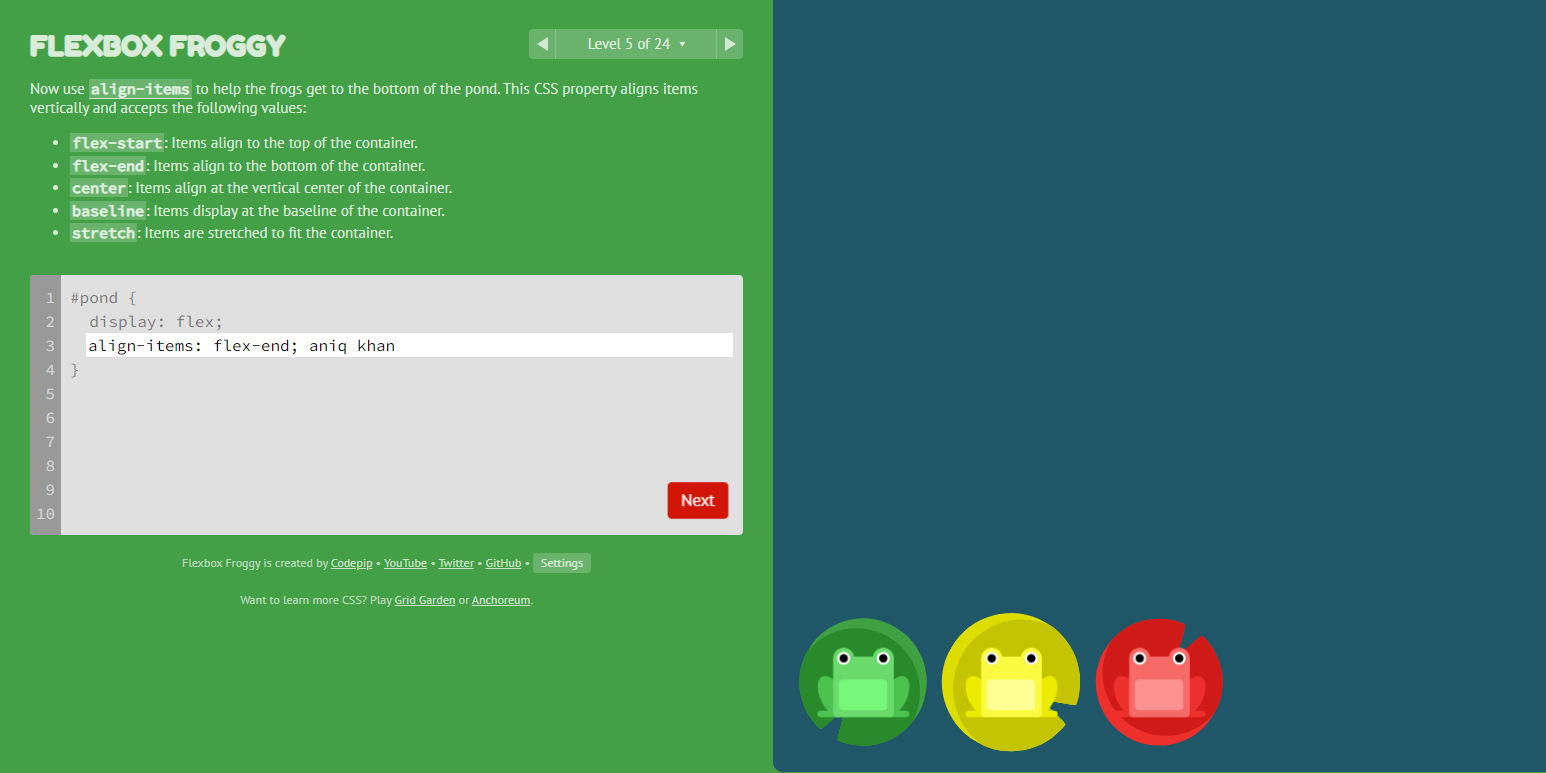 FLEXBOX FROGGY
◀ Level 5 of 24 ▾ ▶
Now use align-items to help the frogs get to the bottom of the pond. This CSS property aligns items
vertically and accepts the following values:
• flex-start: Items align to the top of the container.
• flex-end: Items align to the bottom of the container.
• center: Items align at the vertical center of the container.
• baseline: Items display at the baseline of the container.
• stretch: Items are stretched to fit the container.
1 #pond {
2 display: flex;
3 align-items: flex-end; aniq khan
4 }
5
6
7
8
9
10
Next
Flexbox Froggy is created by Codepip • YouTube • Twitter • GitHub • Settings
Want to learn more CSS? Play Grid Garden or Anchoreum.